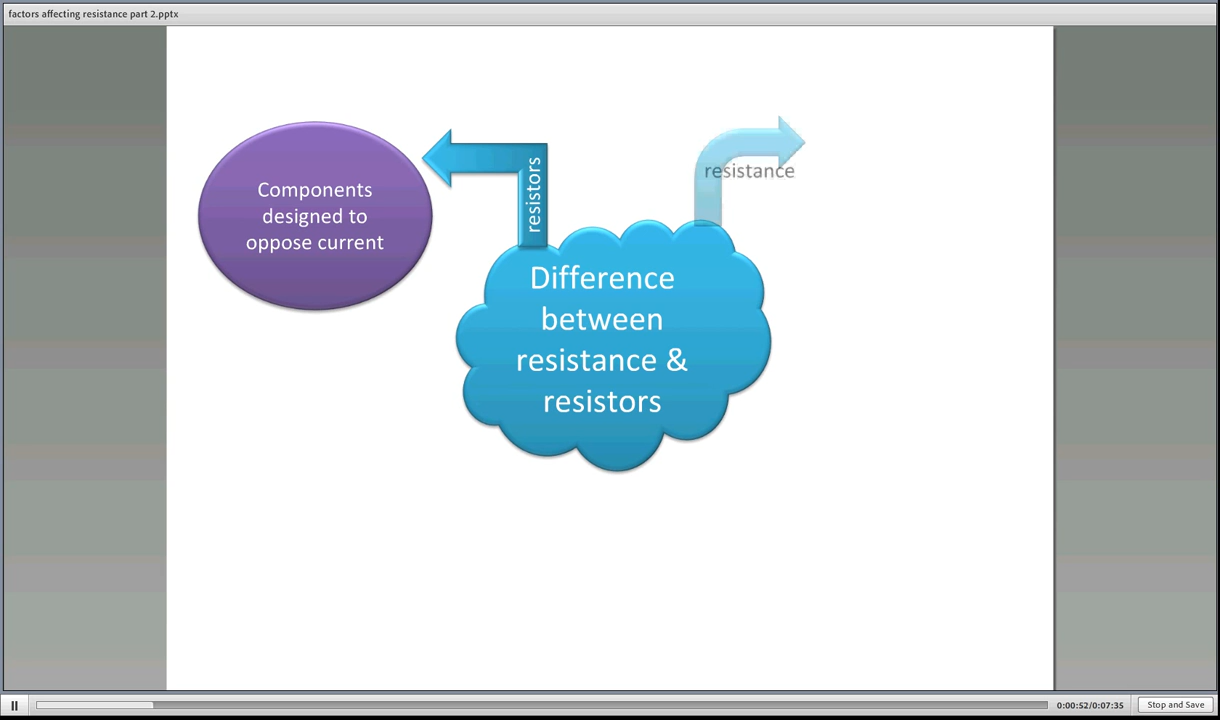 factors affecting resistance part 2.pptx
Components
designed to
oppose current
resistors
resistance
Difference
between
resistance &
resistors
0:00:52/0:07:35
Stop and Save